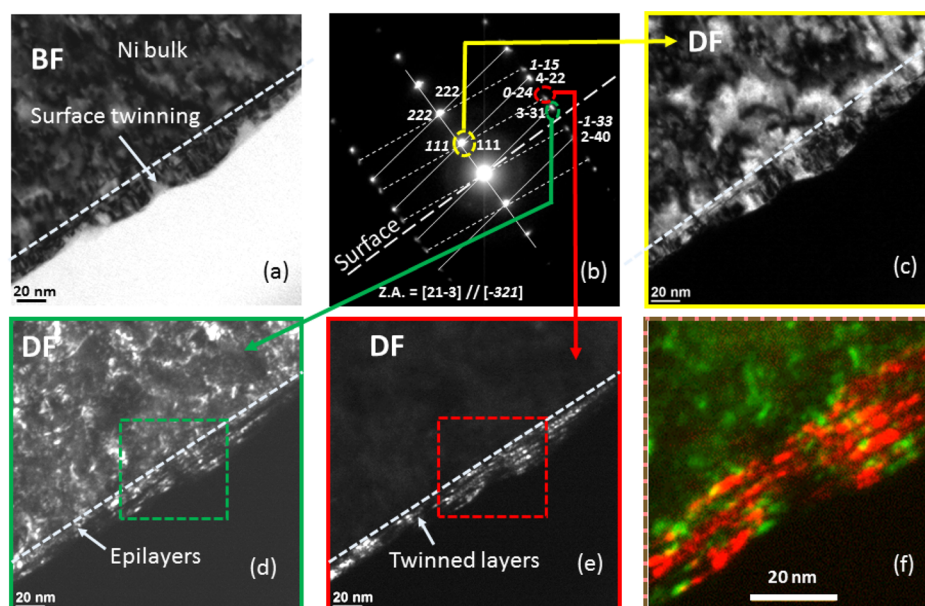 BF
Ni bulk
Surface twinning
(a)
20 nm
1-15
4-22
222
0-24
222
3-31
-1-33
111
111
2-40
Surface
(b)
Z.A. = [21-3] // [-321]
DF
(c)
20 nm
DF
Epilayers
(d)
20 nm
DF
Twinned layers
(e)
20 nm
20 nm
(f)